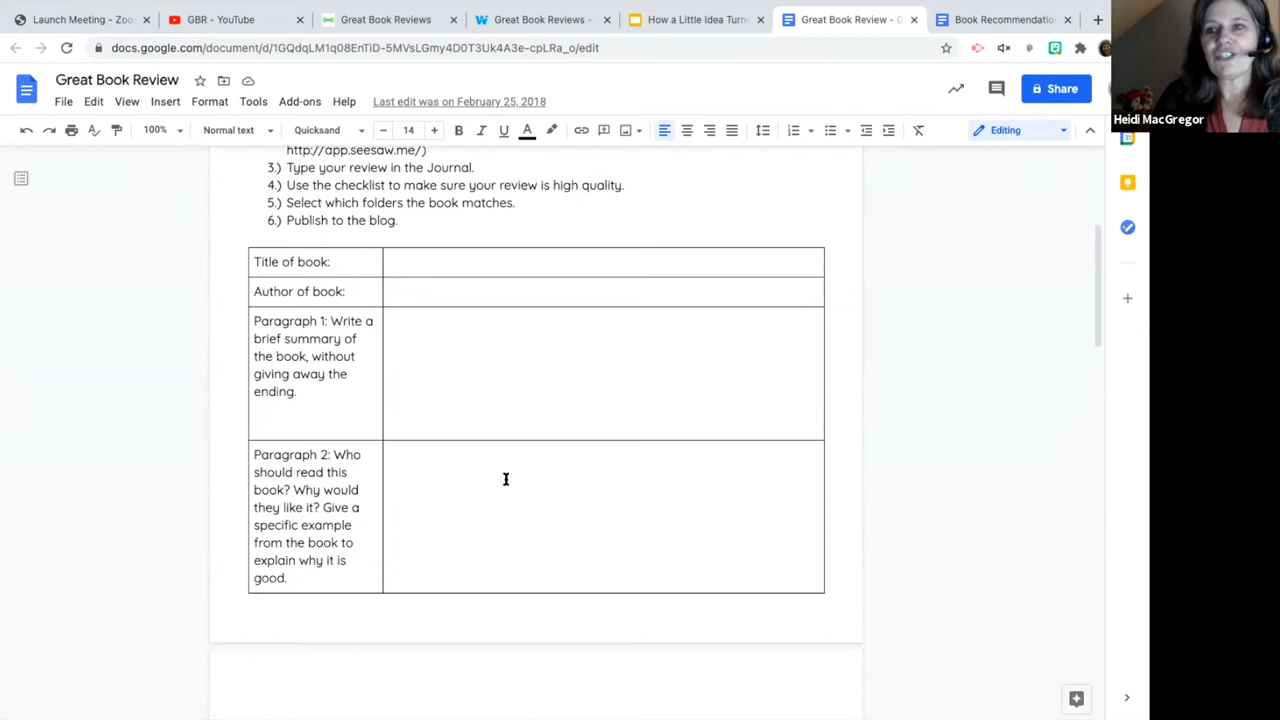 Launch Meeting - Zoo
GBR - YouTube
Great Book Reviews
Great Book Reviews -
How a Little Idea Turn
Great Book Review - G
Book Recommendatio
docs.google.com/document/d/1GQdqLM1q08EnTiD-5MVsLGmy4D0T3Uk4A3e-cpLRa_o/edit
Great Book Review
File Edit View Insert Format Tools Add-ons Help Last edit was on February 25, 2018
Share
Heidi MacGregor
100% Normal text Quicksand 14 Editing
http://app.seesaw.me/)
3.) Type your review in the Journal.
4.) Use the checklist to make sure your review is high quality.
5.) Select which folders the book matches.
6.) Publish to the blog.
Title of book:
Author of book:
Paragraph 1: Write a
brief summary of
the book, without
giving away the
ending.
Paragraph 2: Who
should read this
book? Why would
they like it? Give a
specific example
from the book to
explain why it is
good.